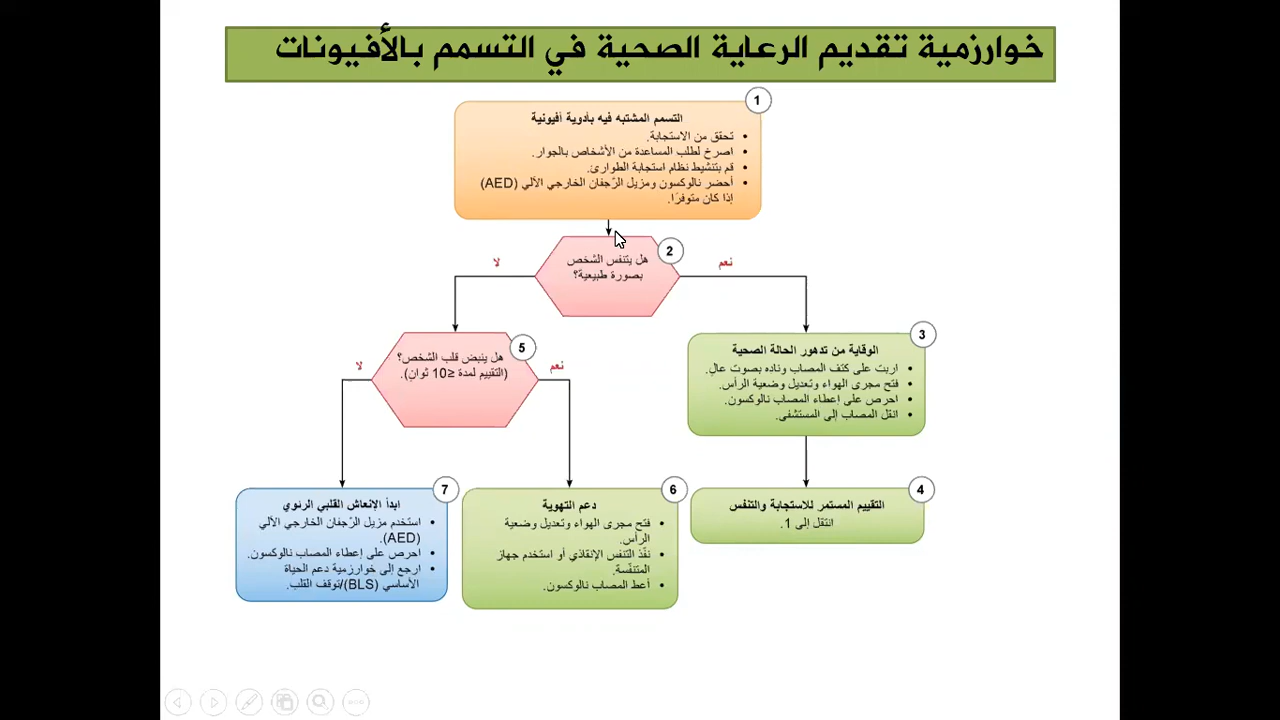 خوارزمية تقديم الرعاية الصحية في التسمم بالأفيونات
1
التسمم المشتبه فيه بأدوية أفيونية
• تحقق من الاستجابة.
• اصرخ لطلب المساعدة من الأشخاص بالجوار.
• قم بتنشيط نظام استجابة الطوارئ.
• أحضر نالوكسون ومزيل الرّجفان الخارجي الآلي (AED)
إذا كان متوفرًا.
2
هل يتنفس الشخص
بصورة طبيعية؟
نعم
لا
3
الوقاية من تدهور الحالة الصحية
• اربت على كتف المصاب وناده بصوت عالٍ.
• فتح مجرى الهواء وتعديل وضعية الرأس.
• احرص على إعطاء المصاب نالوكسون.
• انقل المصاب إلى المستشفى.
4
التقييم المستمر للاستجابة والتنفس
انتقل إلى 1.
5
هل ينبض قلب الشخص؟
(التقييم لمدة ≤10 ثوانٍ).
نعم
لا
6
دعم التهوية
• فتح مجرى الهواء وتعديل وضعية
الرأس.
• نفّذ التنفس الإنقاذي أو استخدم جهاز
المتنفّسة.
• أعط المصاب نالوكسون.
7
ابدأ الإنعاش القلبي الرئوي
• استخدم مزيل الرّجفان الخارجي الآلي
(AED).
• احرص على إعطاء المصاب نالوكسون.
• ارجع إلى خوارزمية دعم الحياة
الأساسي (BLS)/توقف القلب.